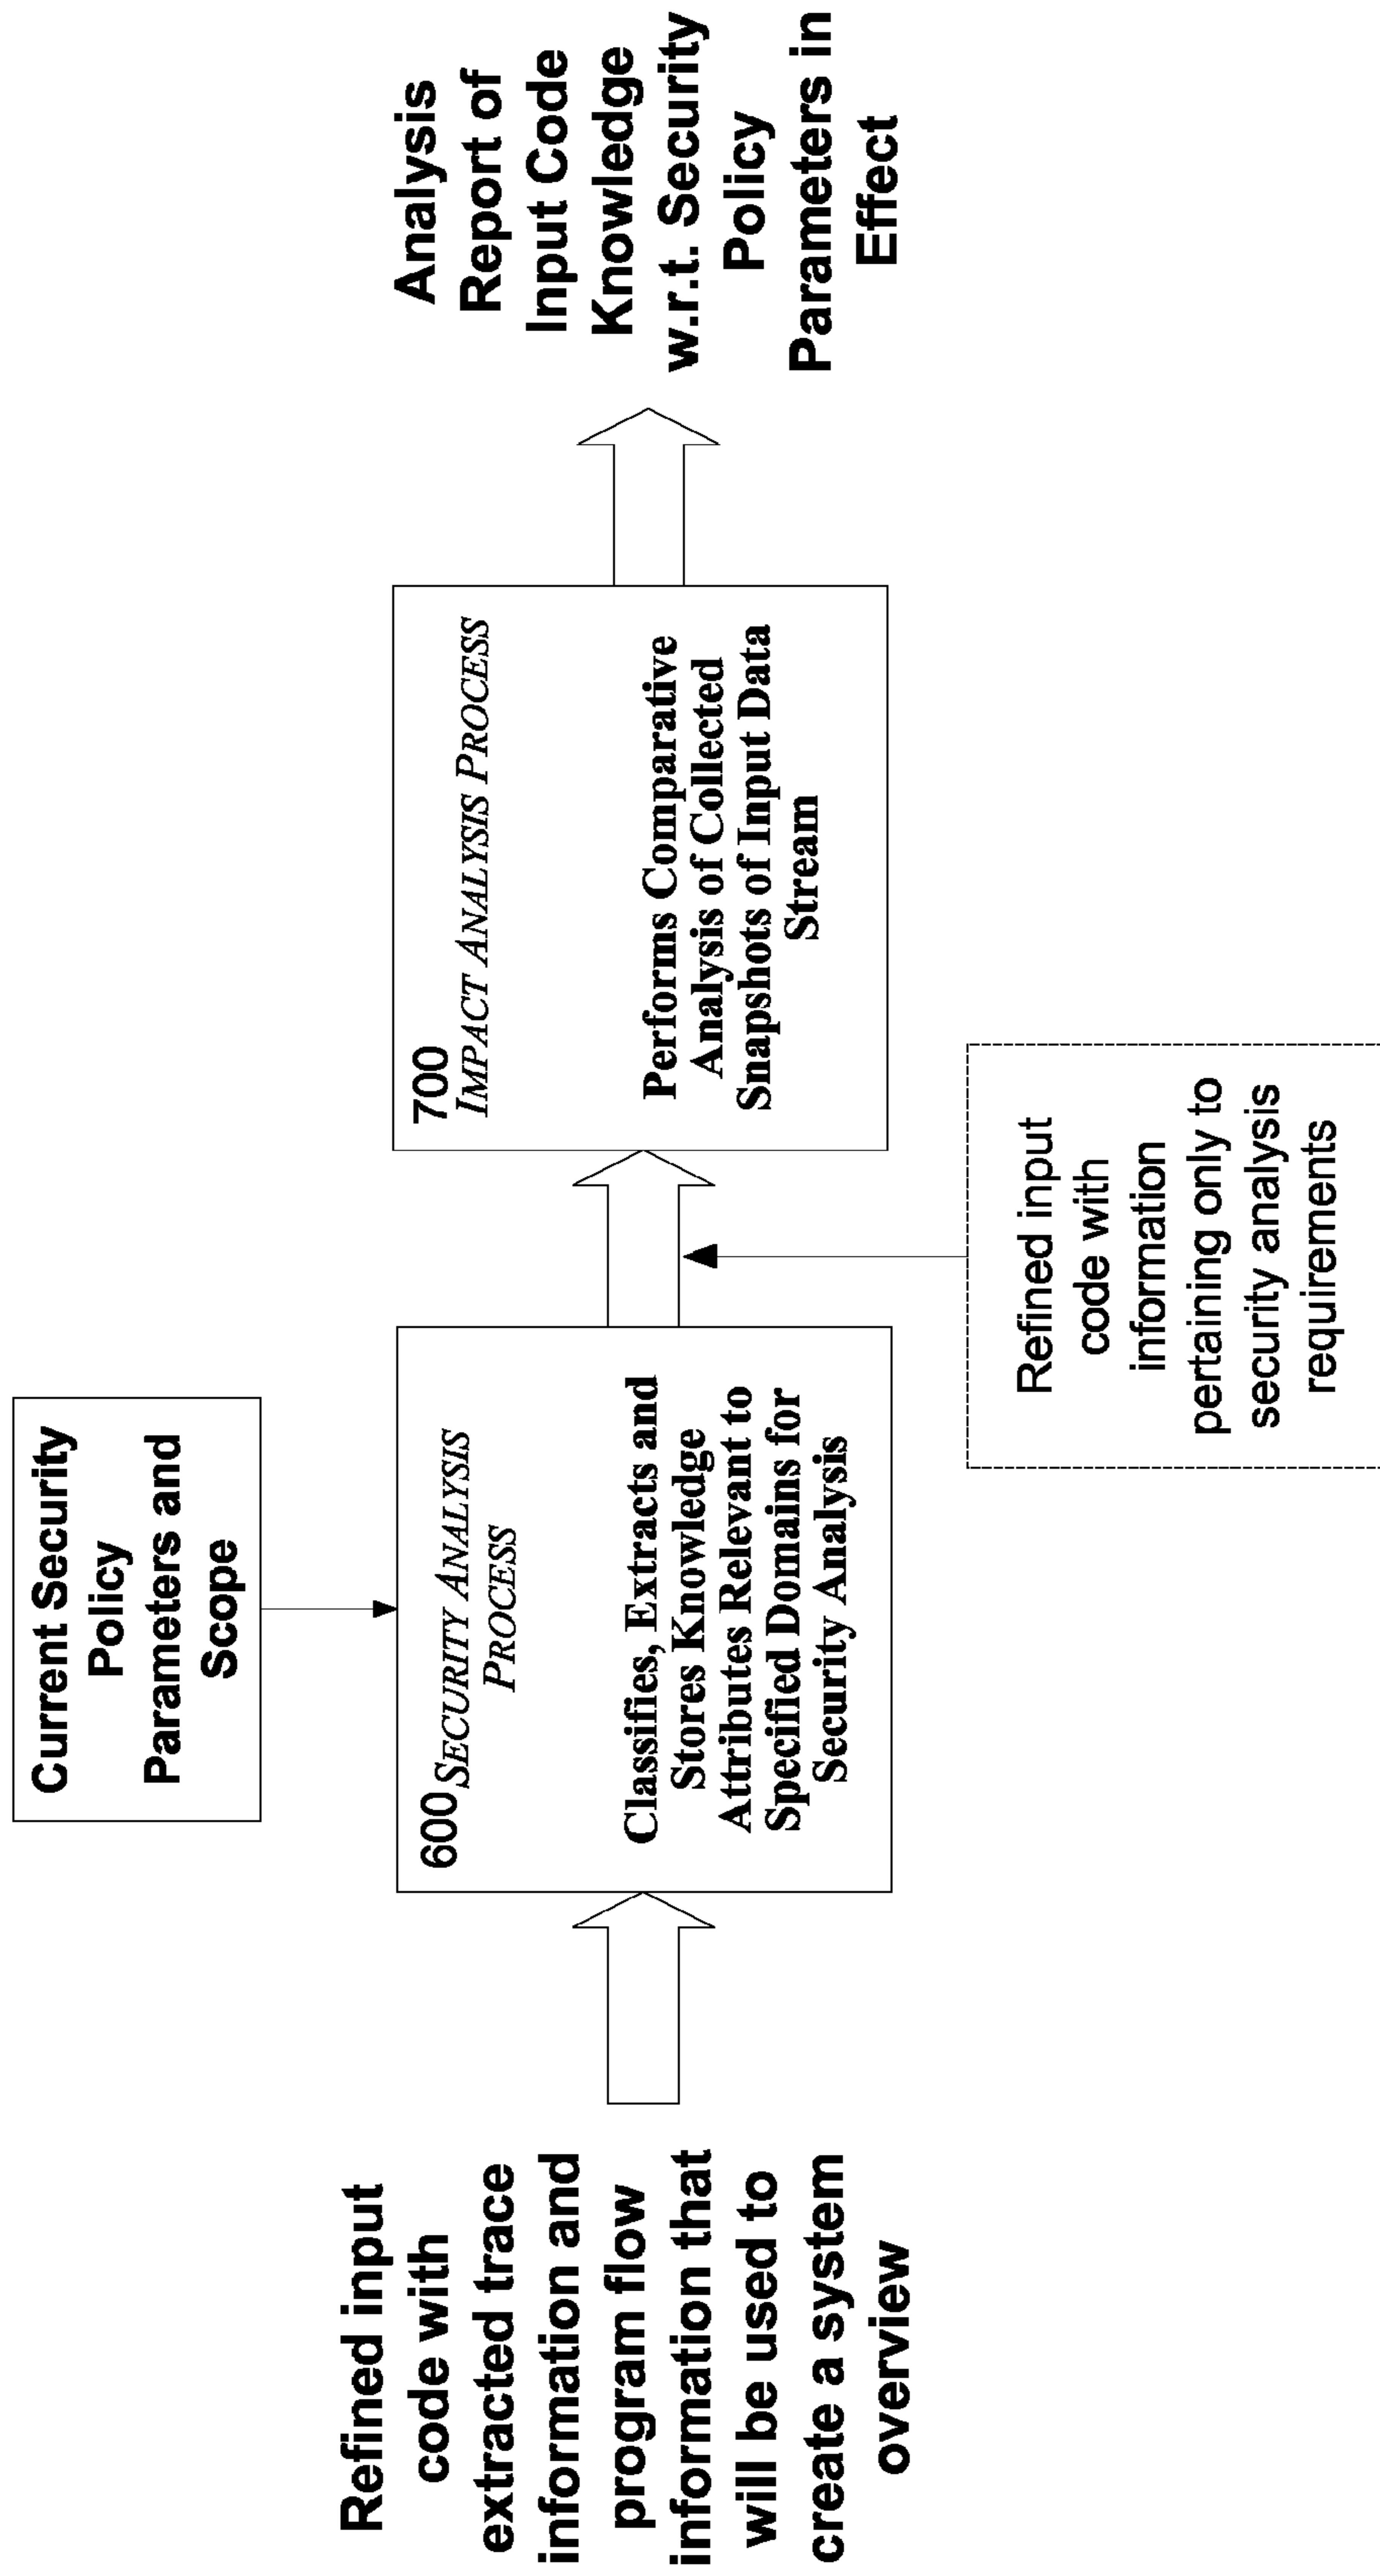 Refined input
code with
extracted trace
information and
program flow
information that
will be used to
create a system
overview
Current Security
Policy
Parameters and
Scope
600 SECURITY ANALYSIS
PROCESS
Classifies, Extracts and
Stores Knowledge
Attributes Relevant to
Specified Domains for
Security Analysis
Refined input
code with
information
pertaining only to
security analysis
requirements
700
IMPACT ANALYSIS PROCESS
Performs Comparative
Analysis of Collected
Snapshots of Input Data
Stream
Analysis
Report of
Input Code
Knowledge
w.r.t. Security
Policy
Parameters in
Effect